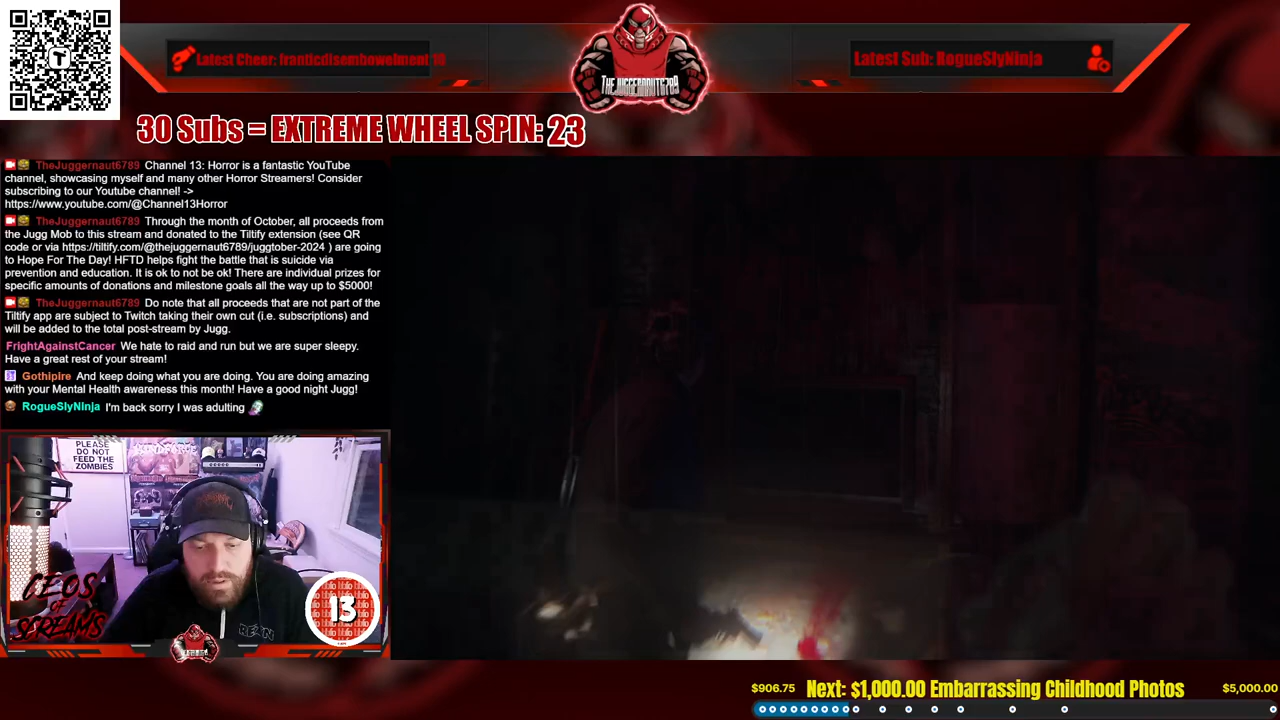 Latest Cheer: franticdisembowelment 13
THEJUGGERNAUT6789
Latest Sub: RogueSlyNinja
30 Subs = EXTREME WHEEL SPIN: 23
TheJuggernaut6789 Channel 13: Horror is a fantastic YouTube
channel, showcasing myself and many other Horror Streamers! Consider
subscribing to our Youtube channel! ->
https://www.youtube.com/@Channel13Horror
TheJuggernaut6789 Through the month of October, all proceeds from
the Jugg Mob to this stream and donated to the Tiltify extension (see QR
code or via https://tiltify.com/@thejuggernaut6789/juggtober-2024 ) are going
to Hope For The Day! HFTD helps fight the battle that is suicide via
prevention and education. It is ok to not be ok! There are individual prizes for
specific amounts of donations and milestone goals all the way up to $5000!
TheJuggernaut6789 Do note that all proceeds that are not part of the
Tiltify app are subject to Twitch taking their own cut (i.e. subscriptions) and
will be added to the total post-stream by Jugg.
FrightAgainstCancer We hate to raid and run but we are super sleepy.
Have a great rest of your stream!
Gothipire And keep doing what you are doing. You are doing amazing
with your Mental Health awareness this month! Have a good night Jugg!
RogueSlyNinja I'm back sorry I was adulting
PLEASE
DO NOT
FEED THE
ZOMBIES
CEOS
OF
SCREAMS
13
$906.75 Next: $1,000.00 Embarrassing Childhood Photos $5,000.00